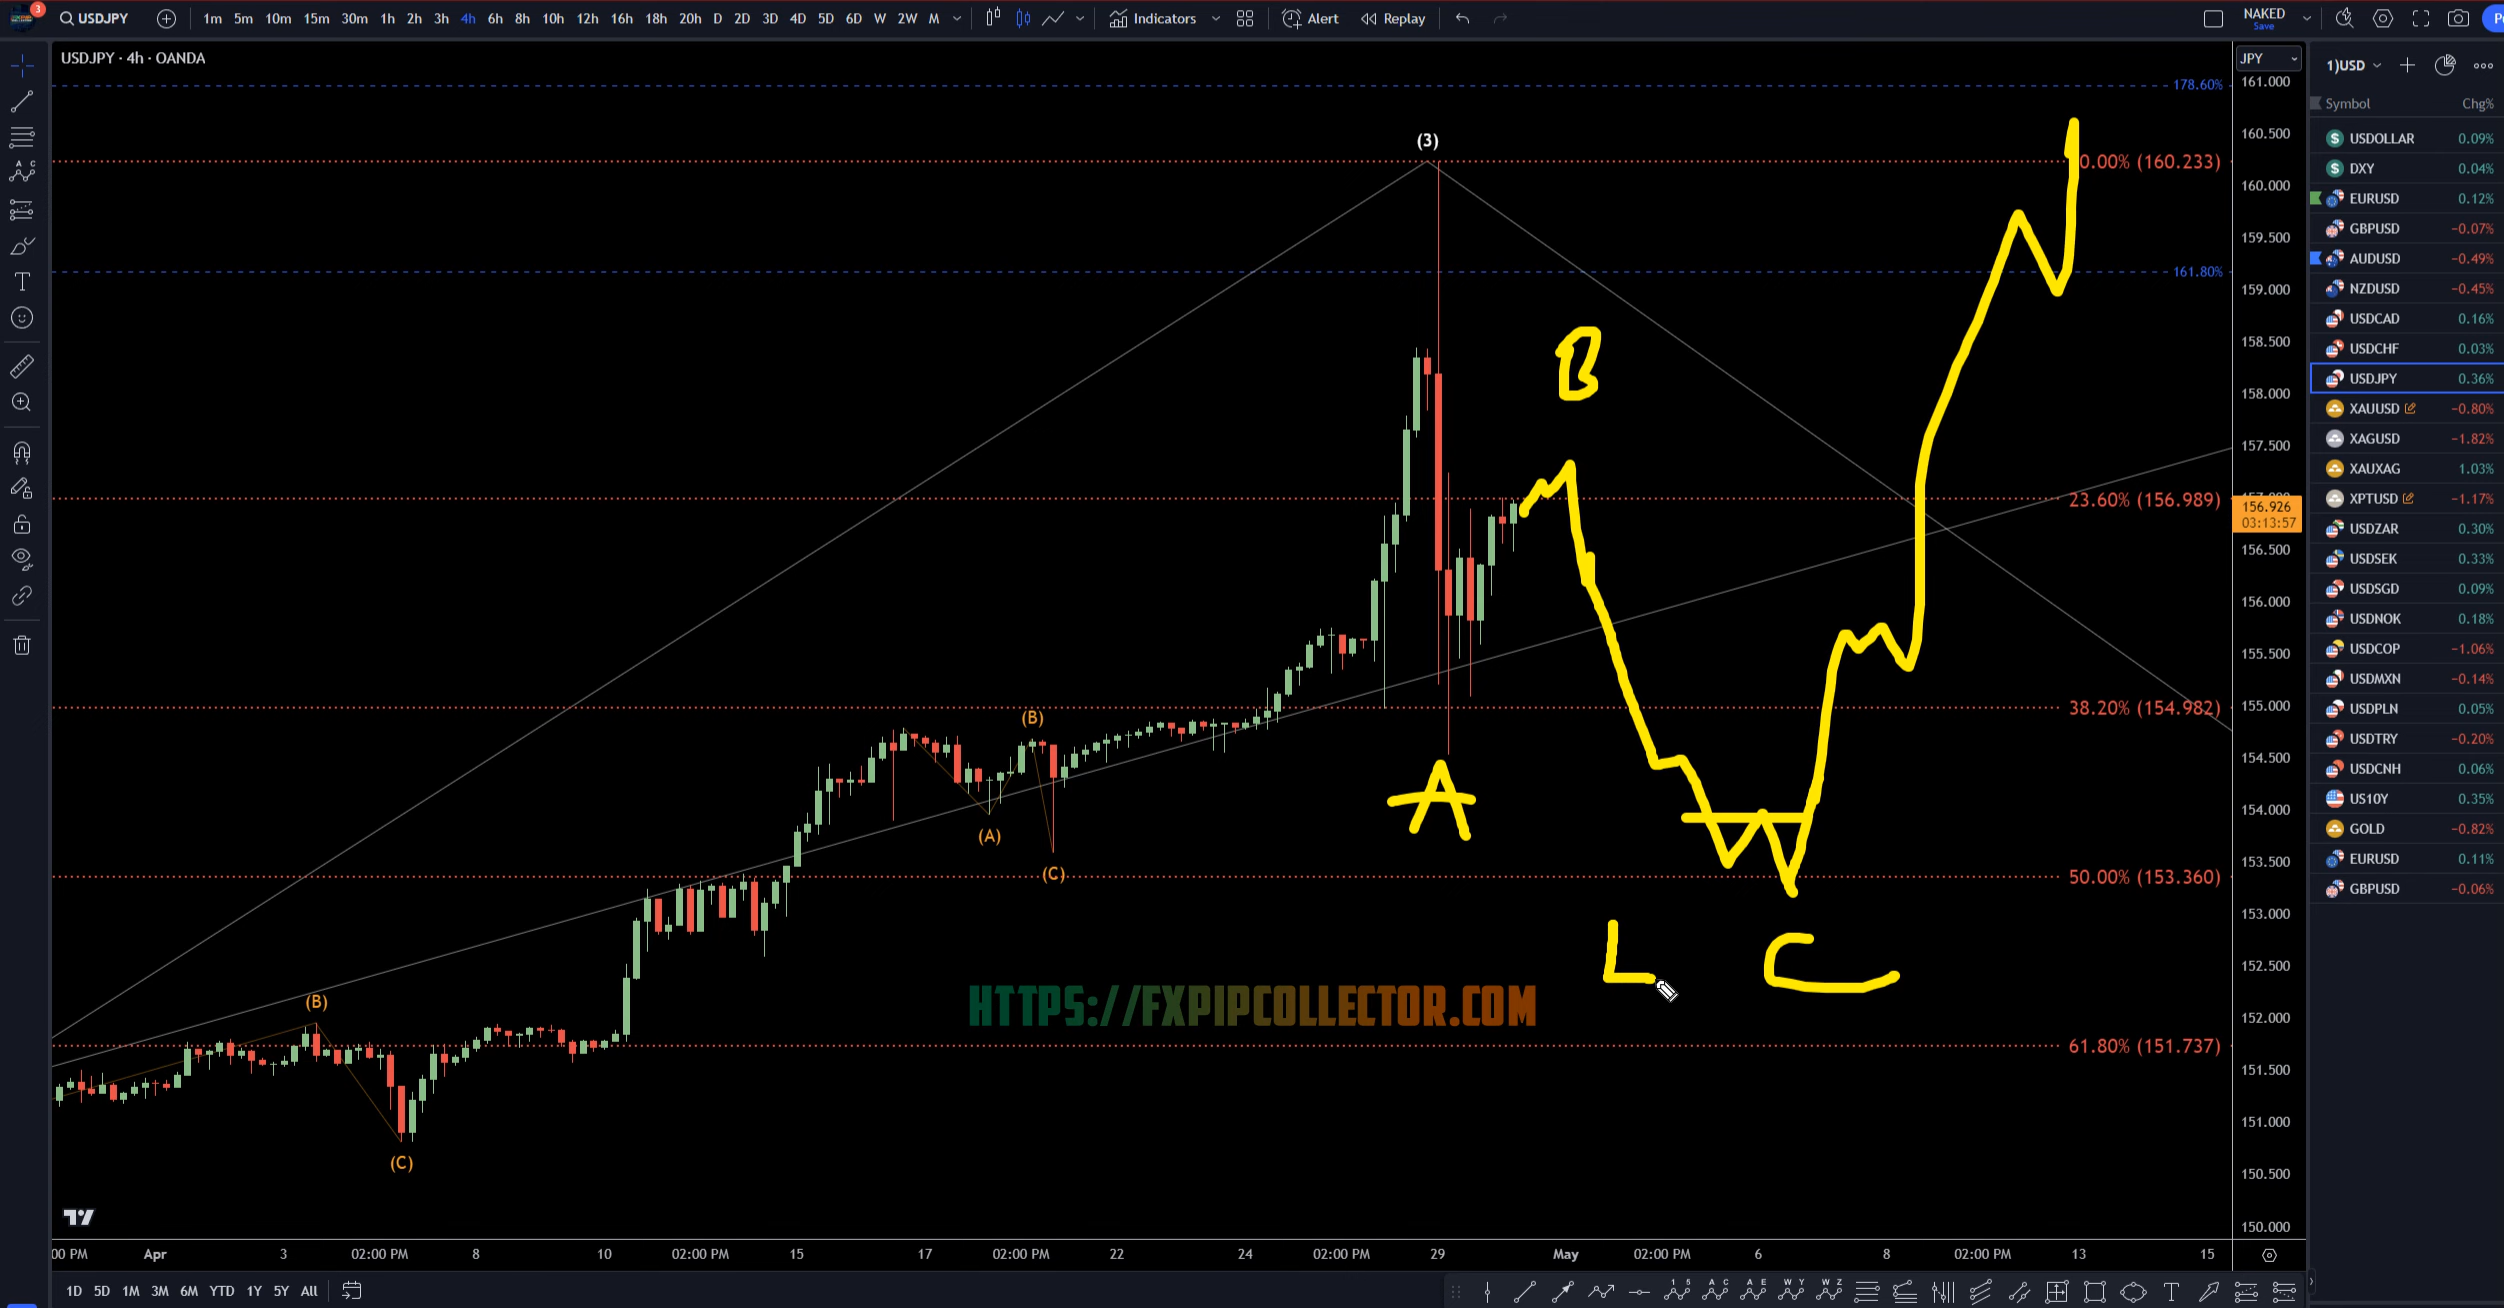 3
USDJPY 1m 5m 10m 15m 30m 1h 2h 3h 4h 6h 8h 10h 12h 16h 18h 20h D 2D 3D 4D 5D 6D W 2W M Indicators Alert Replay NAKED
Save
USDJPY · 4h · OANDA
JPY
1)USD
Symbol Chg%
178.60%
(3)
0.00% (160.233)
161.80%
B
23.60% (156.989)
(B)
38.20% (154.982)
A
(A)
(C)
50.00% (153.360)
L C
HTTPS://FXPIPCOLLECTOR.COM
(B)
61.80% (151.737)
(C)
161.000
160.500
160.000
159.500
159.000
158.500
158.000
157.500
156.926
03:13:57
156.500
156.000
155.500
155.000
154.500
154.000
153.500
153.000
152.500
152.000
151.500
151.000
150.500
150.000
USDOLLAR 0.09%
DXY 0.04%
EURUSD 0.12%
GBPUSD −0.07%
AUDUSD −0.49%
NZDUSD −0.45%
USDCAD 0.16%
USDCHF 0.03%
USDJPY 0.36%
XAUUSD −0.80%
XAGUSD −1.82%
XAUXAG 1.03%
XPTUSD −1.17%
USDZAR 0.30%
USDSEK 0.33%
USDSGD 0.09%
USDNOK 0.18%
USDCOP −1.06%
USDMXN −0.14%
USDPLN 0.05%
USDTRY −0.20%
USDCNH 0.06%
US10Y 0.35%
GOLD −0.82%
EURUSD 0.11%
GBPUSD −0.06%
00 PM Apr 3 02:00 PM 8 10 02:00 PM 15 17 02:00 PM 22 24 02:00 PM 29 May 02:00 PM 6 8 02:00 PM 13 15
1D 5D 1M 3M 6M YTD 1Y 5Y All